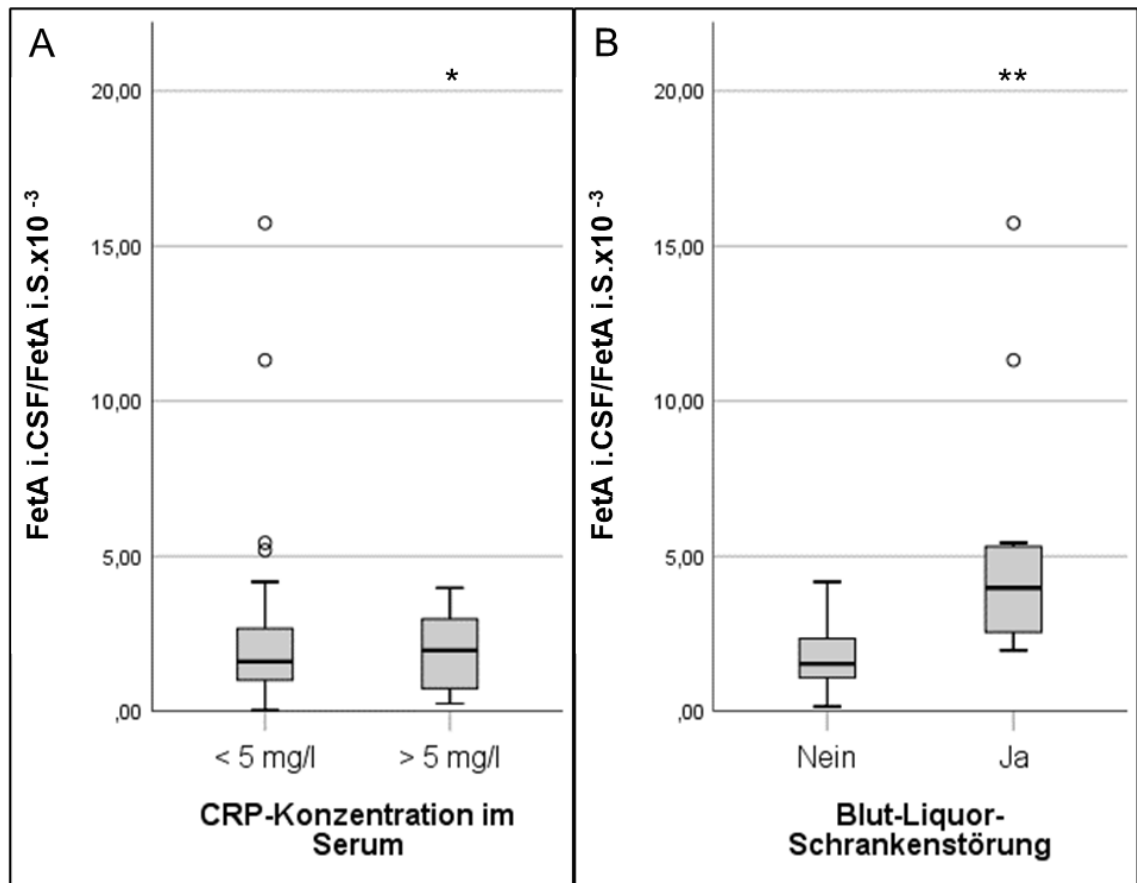 A
*
20,00
15,00
10,00
5,00
,00
FetA i.CSF/FetA i.S.x10 -3
< 5 mg/l
> 5 mg/l
CRP-Konzentration im
Serum
B
**
20,00
15,00
10,00
5,00
,00
FetA i.CSF/FetA i.S.x10 -3
Nein
Ja
Blut-Liquor-
Schrankenstörung